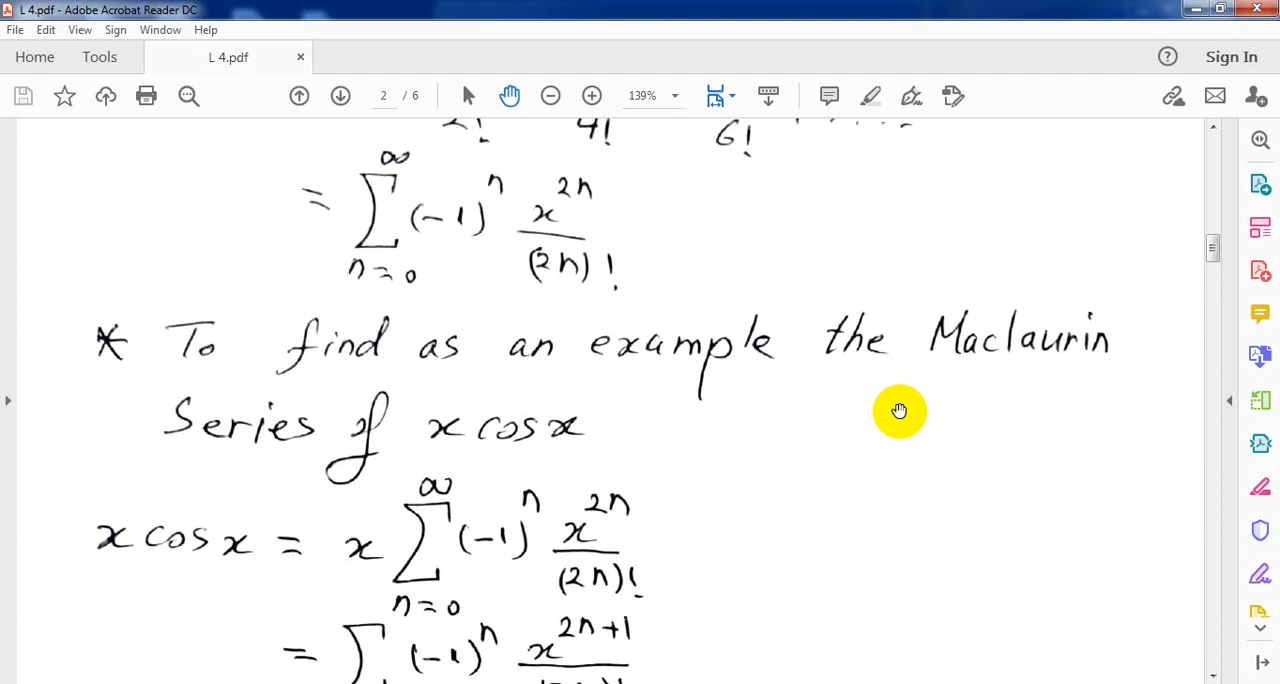 L 4.pdf - Adobe Acrobat Reader DC
File Edit View Sign Window Help
Home Tools L 4.pdf × ? Sign In
2 / 6 139%
2! 4! 6! .....
= ∑_{n=0}^{∞} (-1)^n x^{2n}/(2n)!
* To find as an example the Maclaurin
Series of x cos x
x cos x = x ∑_{n=0}^{∞} (-1)^n x^{2n}/(2n)!
= ∑ (-1)^n x^{2n+1}